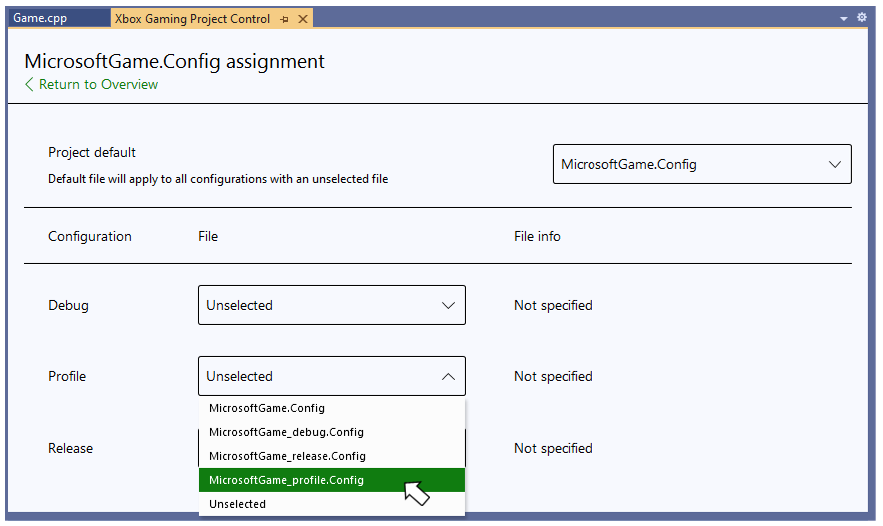 Game.cpp Xbox Gaming Project Control
MicrosoftGame.Config assignment
Return to Overview
Project default
MicrosoftGame.Config
Default file will apply to all configurations with an unselected file
Configuration File File info
Debug Unselected Not specified
Profile Unselected Not specified
MicrosoftGame.Config
MicrosoftGame_debug.Config
Release Not specified
MicrosoftGame_release.Config
MicrosoftGame_profile.Config
Unselected